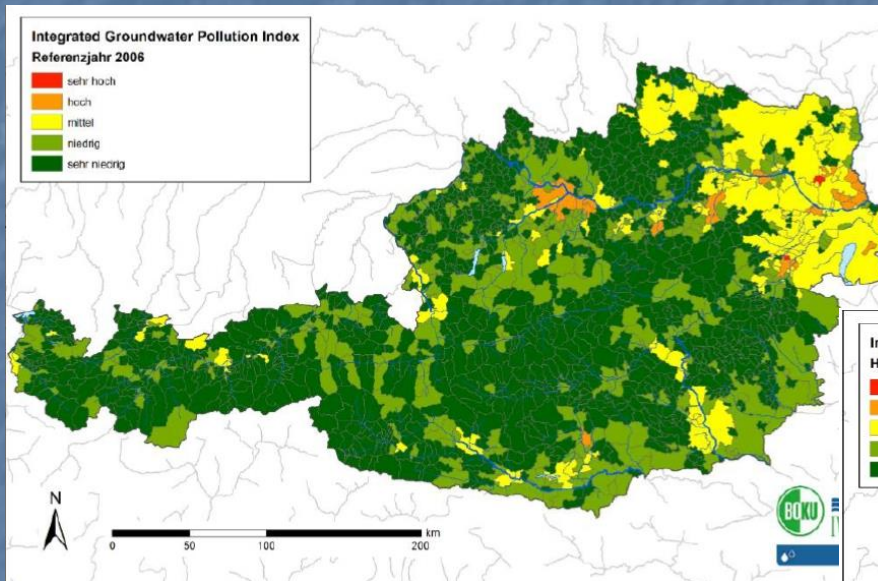 Integrated Groundwater Pollution Index
Referenzjahr 2006
sehr hoch
hoch
mittel
niedrig
sehr niedrig
N
km
0 50 100 200
BOKU
In
H